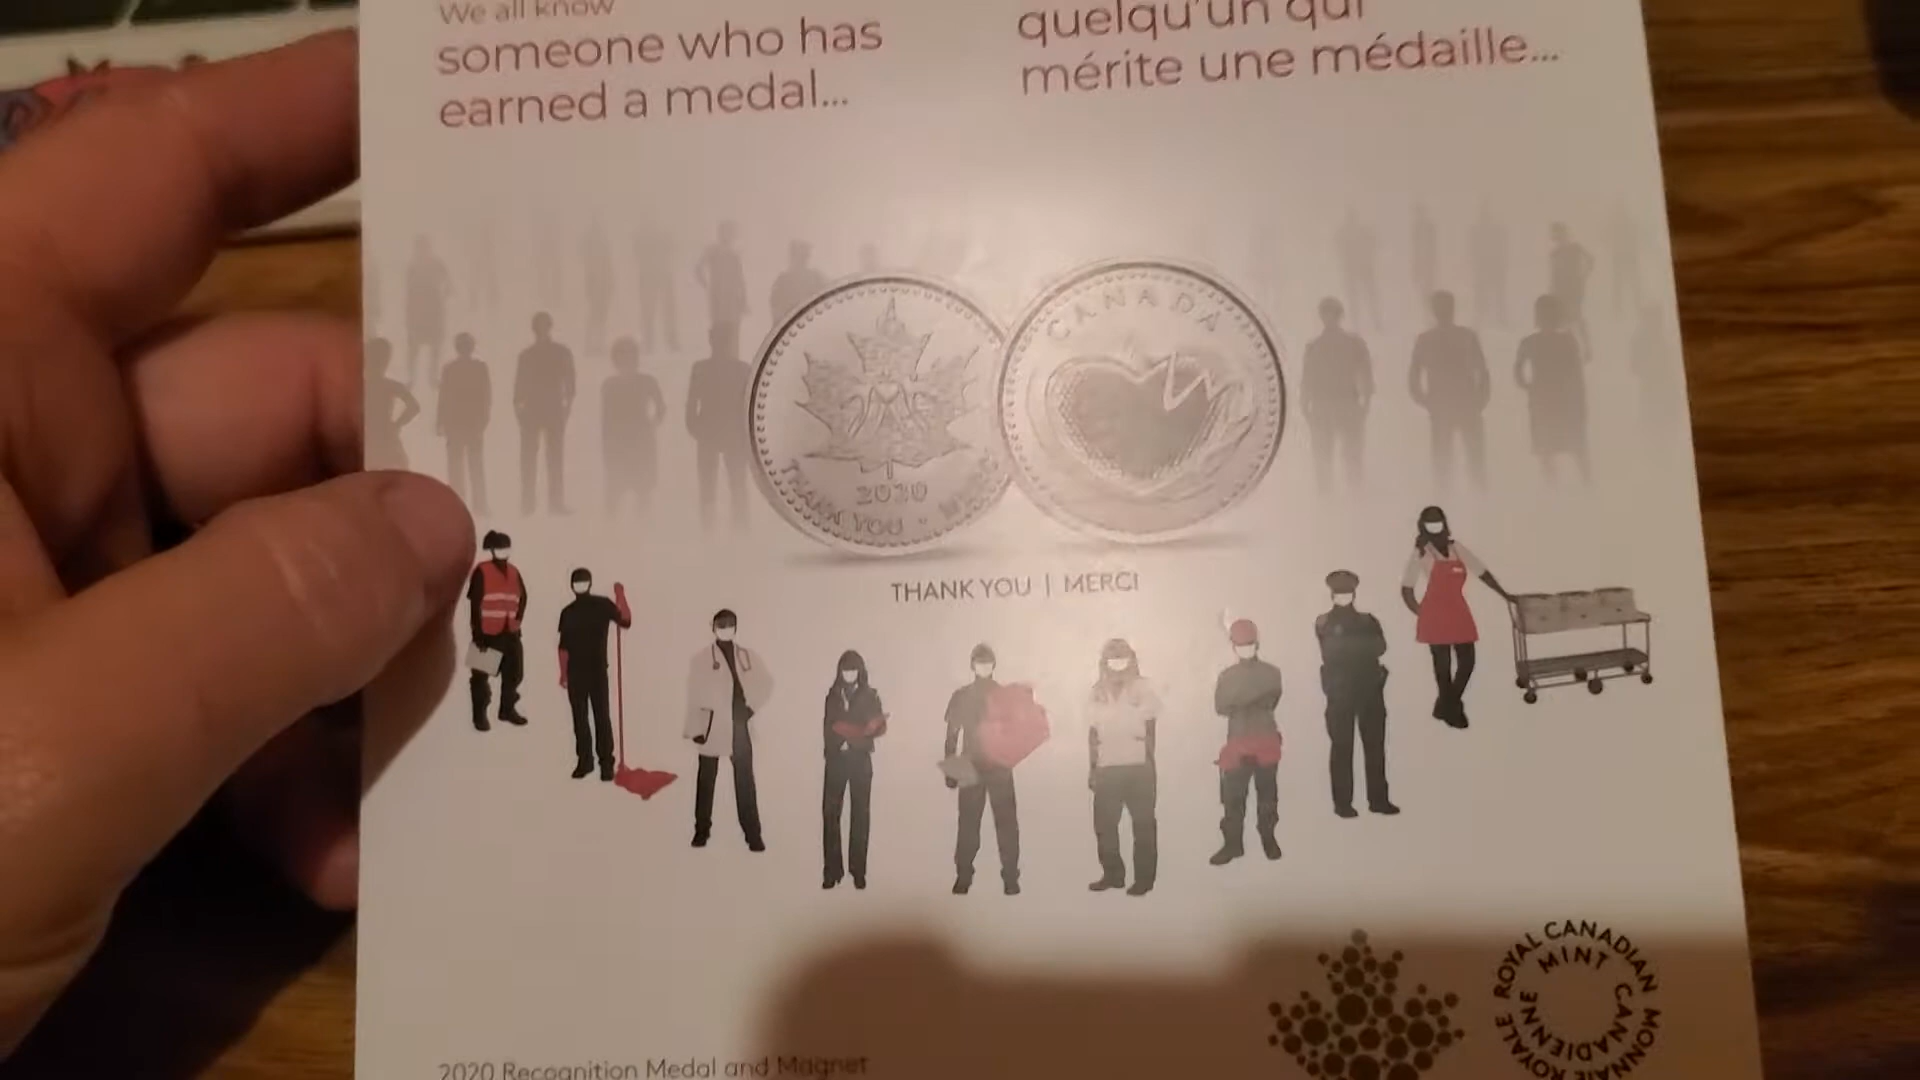 We all know
someone who has
earned a medal...
quelqu'un qui
mérite une médaille...
CANADA
2020
THANK YOU - MERCI
THANK YOU | MERCI
ROYAL CANADIAN MINT
MONNAIE ROYALE CANADIENNE
2020 Recognition Medal and Magnet